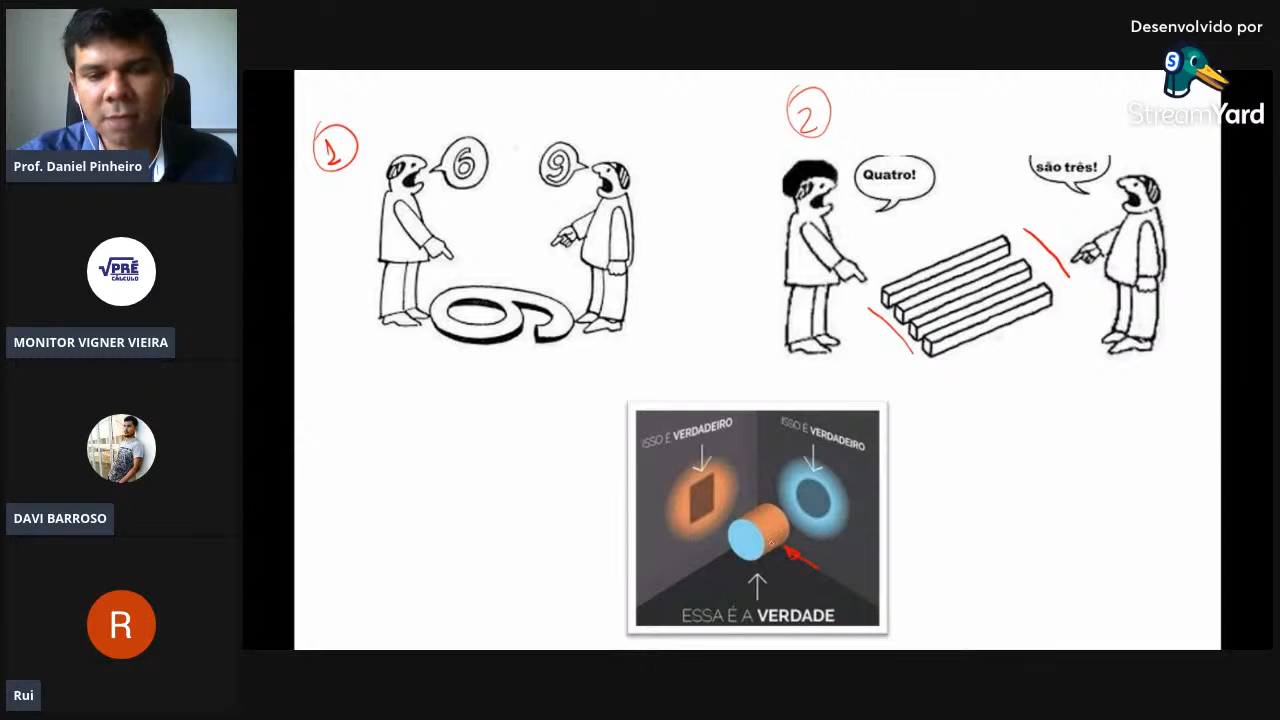 Desenvolvido por
StreamYard
Prof. Daniel Pinheiro
√PRÉ
CÁLCULO
MONITOR VIGNER VIEIRA
DAVI BARROSO
R
Rui
1
6
9
6
2
Quatro!
são três!
ISSO É VERDADEIRO
ISSO É VERDADEIRO
ESSA É A VERDADE